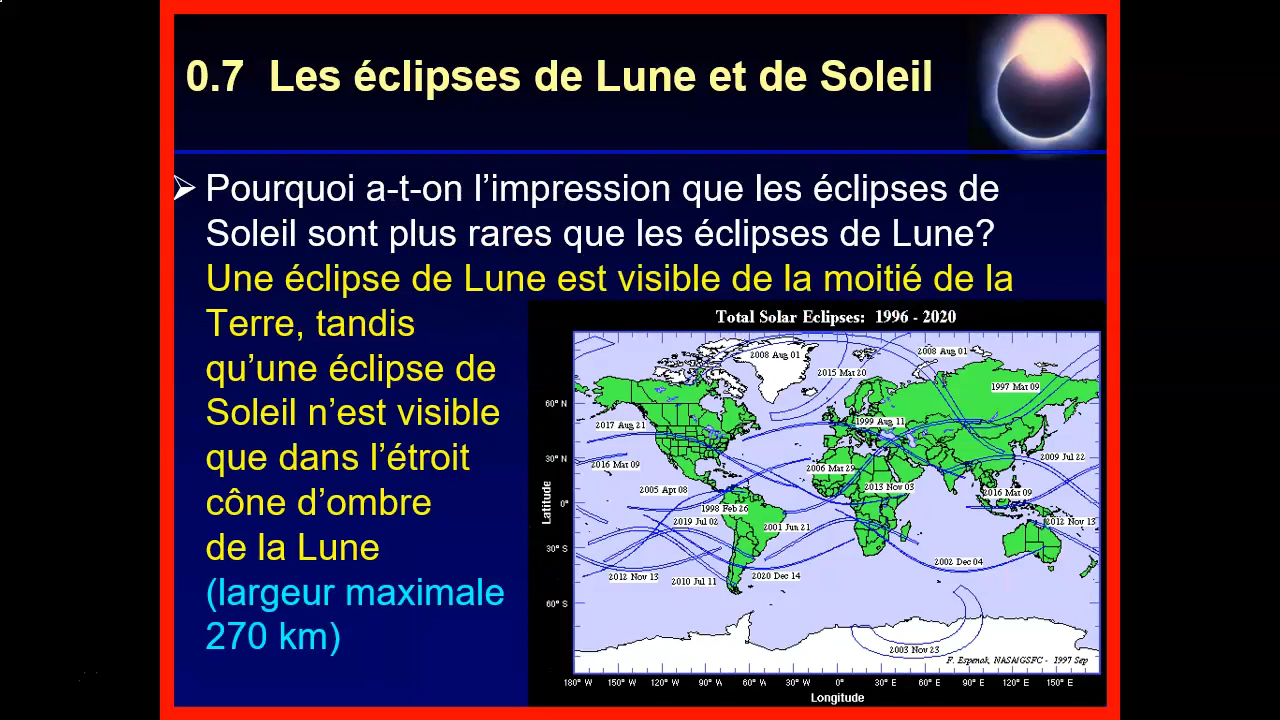 0.7 Les éclipses de Lune et de Soleil
Pourquoi a-t-on l’impression que les éclipses de
Soleil sont plus rares que les éclipses de Lune?
Une éclipse de Lune est visible de la moitié de la
Terre, tandis
qu’une éclipse de
Soleil n’est visible
que dans l’étroit
cône d’ombre
de la Lune
(largeur maximale
270 km)
Total Solar Eclipses: 1996 - 2020
2008 Aug 01
2008 Aug 01
2015 Mar 20
1997 Mar 09
60° N
2017 Aug 21
1999 Aug 11
30° N
2016 Mar 09
2006 Mar 29
2009 Jul 22
2005 Apr 08
2013 Nov 03
2016 Mar 09
0°
1998 Feb 26
2019 Jul 02
2001 Jun 21
2012 Nov 13
30° S
2002 Dec 04
2012 Nov 13
2010 Jul 11
2020 Dec 14
60° S
2003 Nov 23
F. Espenak, NASA/GSFC - 1997 Sep
Latitude
180° W 150° W 120° W 90° W 60° W 30° W 0° 30° E 60° E 90° E 120° E 150° E
Longitude